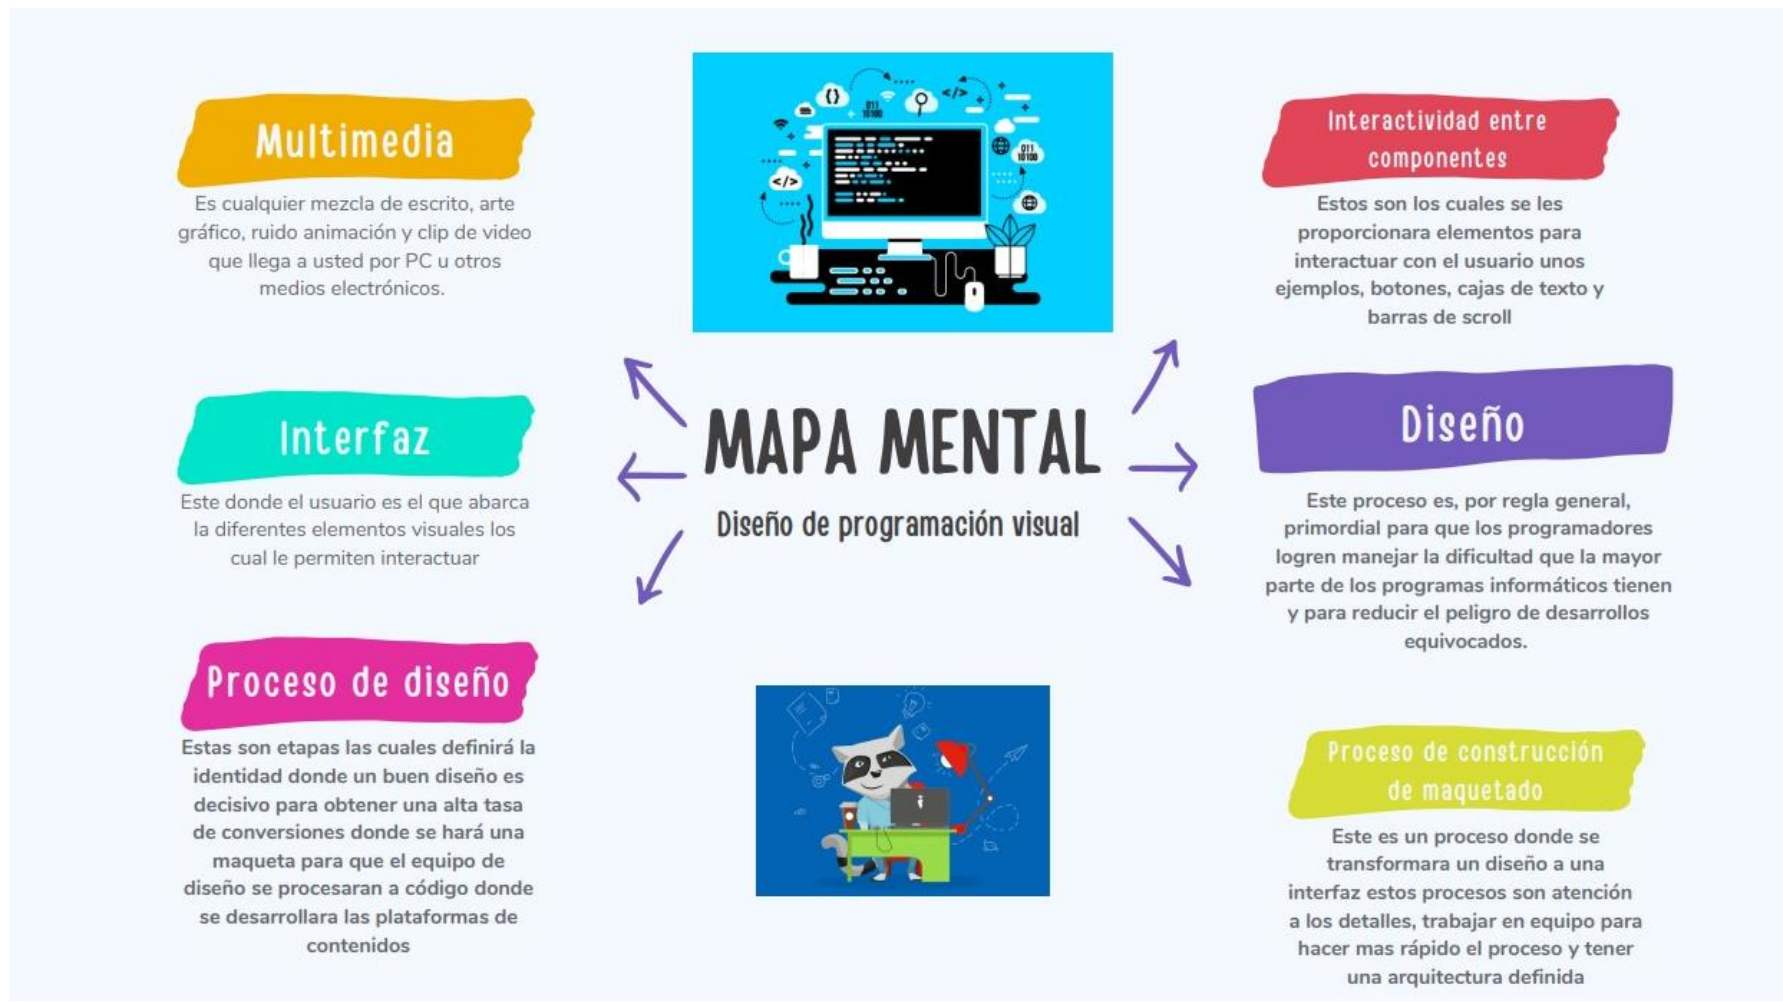 Multimedia
Es cualquier mezcla de escrito, arte
gráfico, ruido animación y clip de video
que llega a usted por PC u otros
medios electrónicos.
Interfaz
Este donde el usuario es el que abarca
la diferentes elementos visuales los
cual le permiten interactuar
Proceso de diseño
Estas son etapas las cuales definirá la
identidad donde un buen diseño es
decisivo para obtener una alta tasa
de conversiones donde se hará una
maqueta para que el equipo de
diseño se procesaran a código donde
se desarrollara las plataformas de
contenidos
{}
011
10100
</>
011
10100
</>
MAPA MENTAL
Diseño de programación visual
Interactividad entre
componentes
Estos son los cuales se les
proporcionara elementos para
interactuar con el usuario unos
ejemplos, botones, cajas de texto y
barras de scroll
Diseño
Este proceso es, por regla general,
primordial para que los programadores
logren manejar la dificultad que la mayor
parte de los programas informáticos tienen
y para reducir el peligro de desarrollos
equivocados.
Proceso de construcción
de maquetado
Este es un proceso donde se
transformara un diseño a una
interfaz estos procesos son atención
a los detalles, trabajar en equipo para
hacer mas rápido el proceso y tener
una arquitectura definida